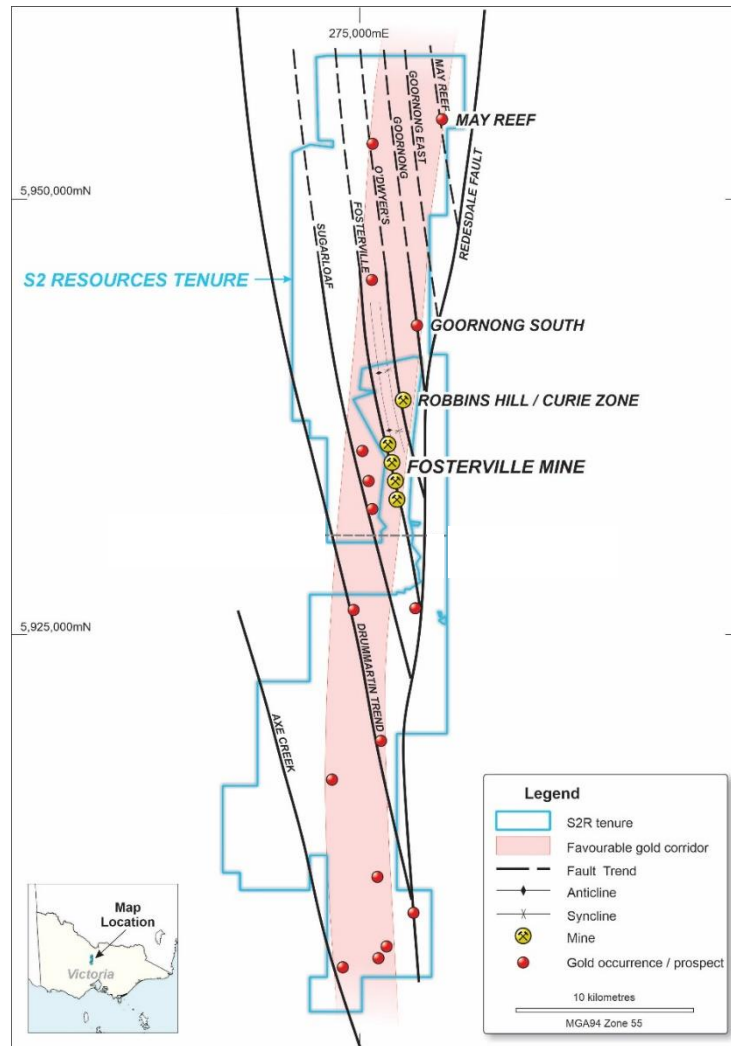 275,000mE
MAY REEF
GOORNONG EAST
GOORNONG
O'DWYER'S
FOSTERVILLE
SUGARLOAF
MAY REEF
REDESDALE FAULT
5,950,000mN
S2 RESOURCES TENURE
GOORNONG SOUTH
ROBBINS HILL / CURIE ZONE
FOSTERVILLE MINE
5,925,000mN
DRUMMARTIN TREND
AXE CREEK
Legend
S2R tenure
Favourable gold corridor
Fault Trend
Anticline
Syncline
Mine
Gold occurrence / prospect
10 kilometres
MGA94 Zone 55
Map
Location
Victoria